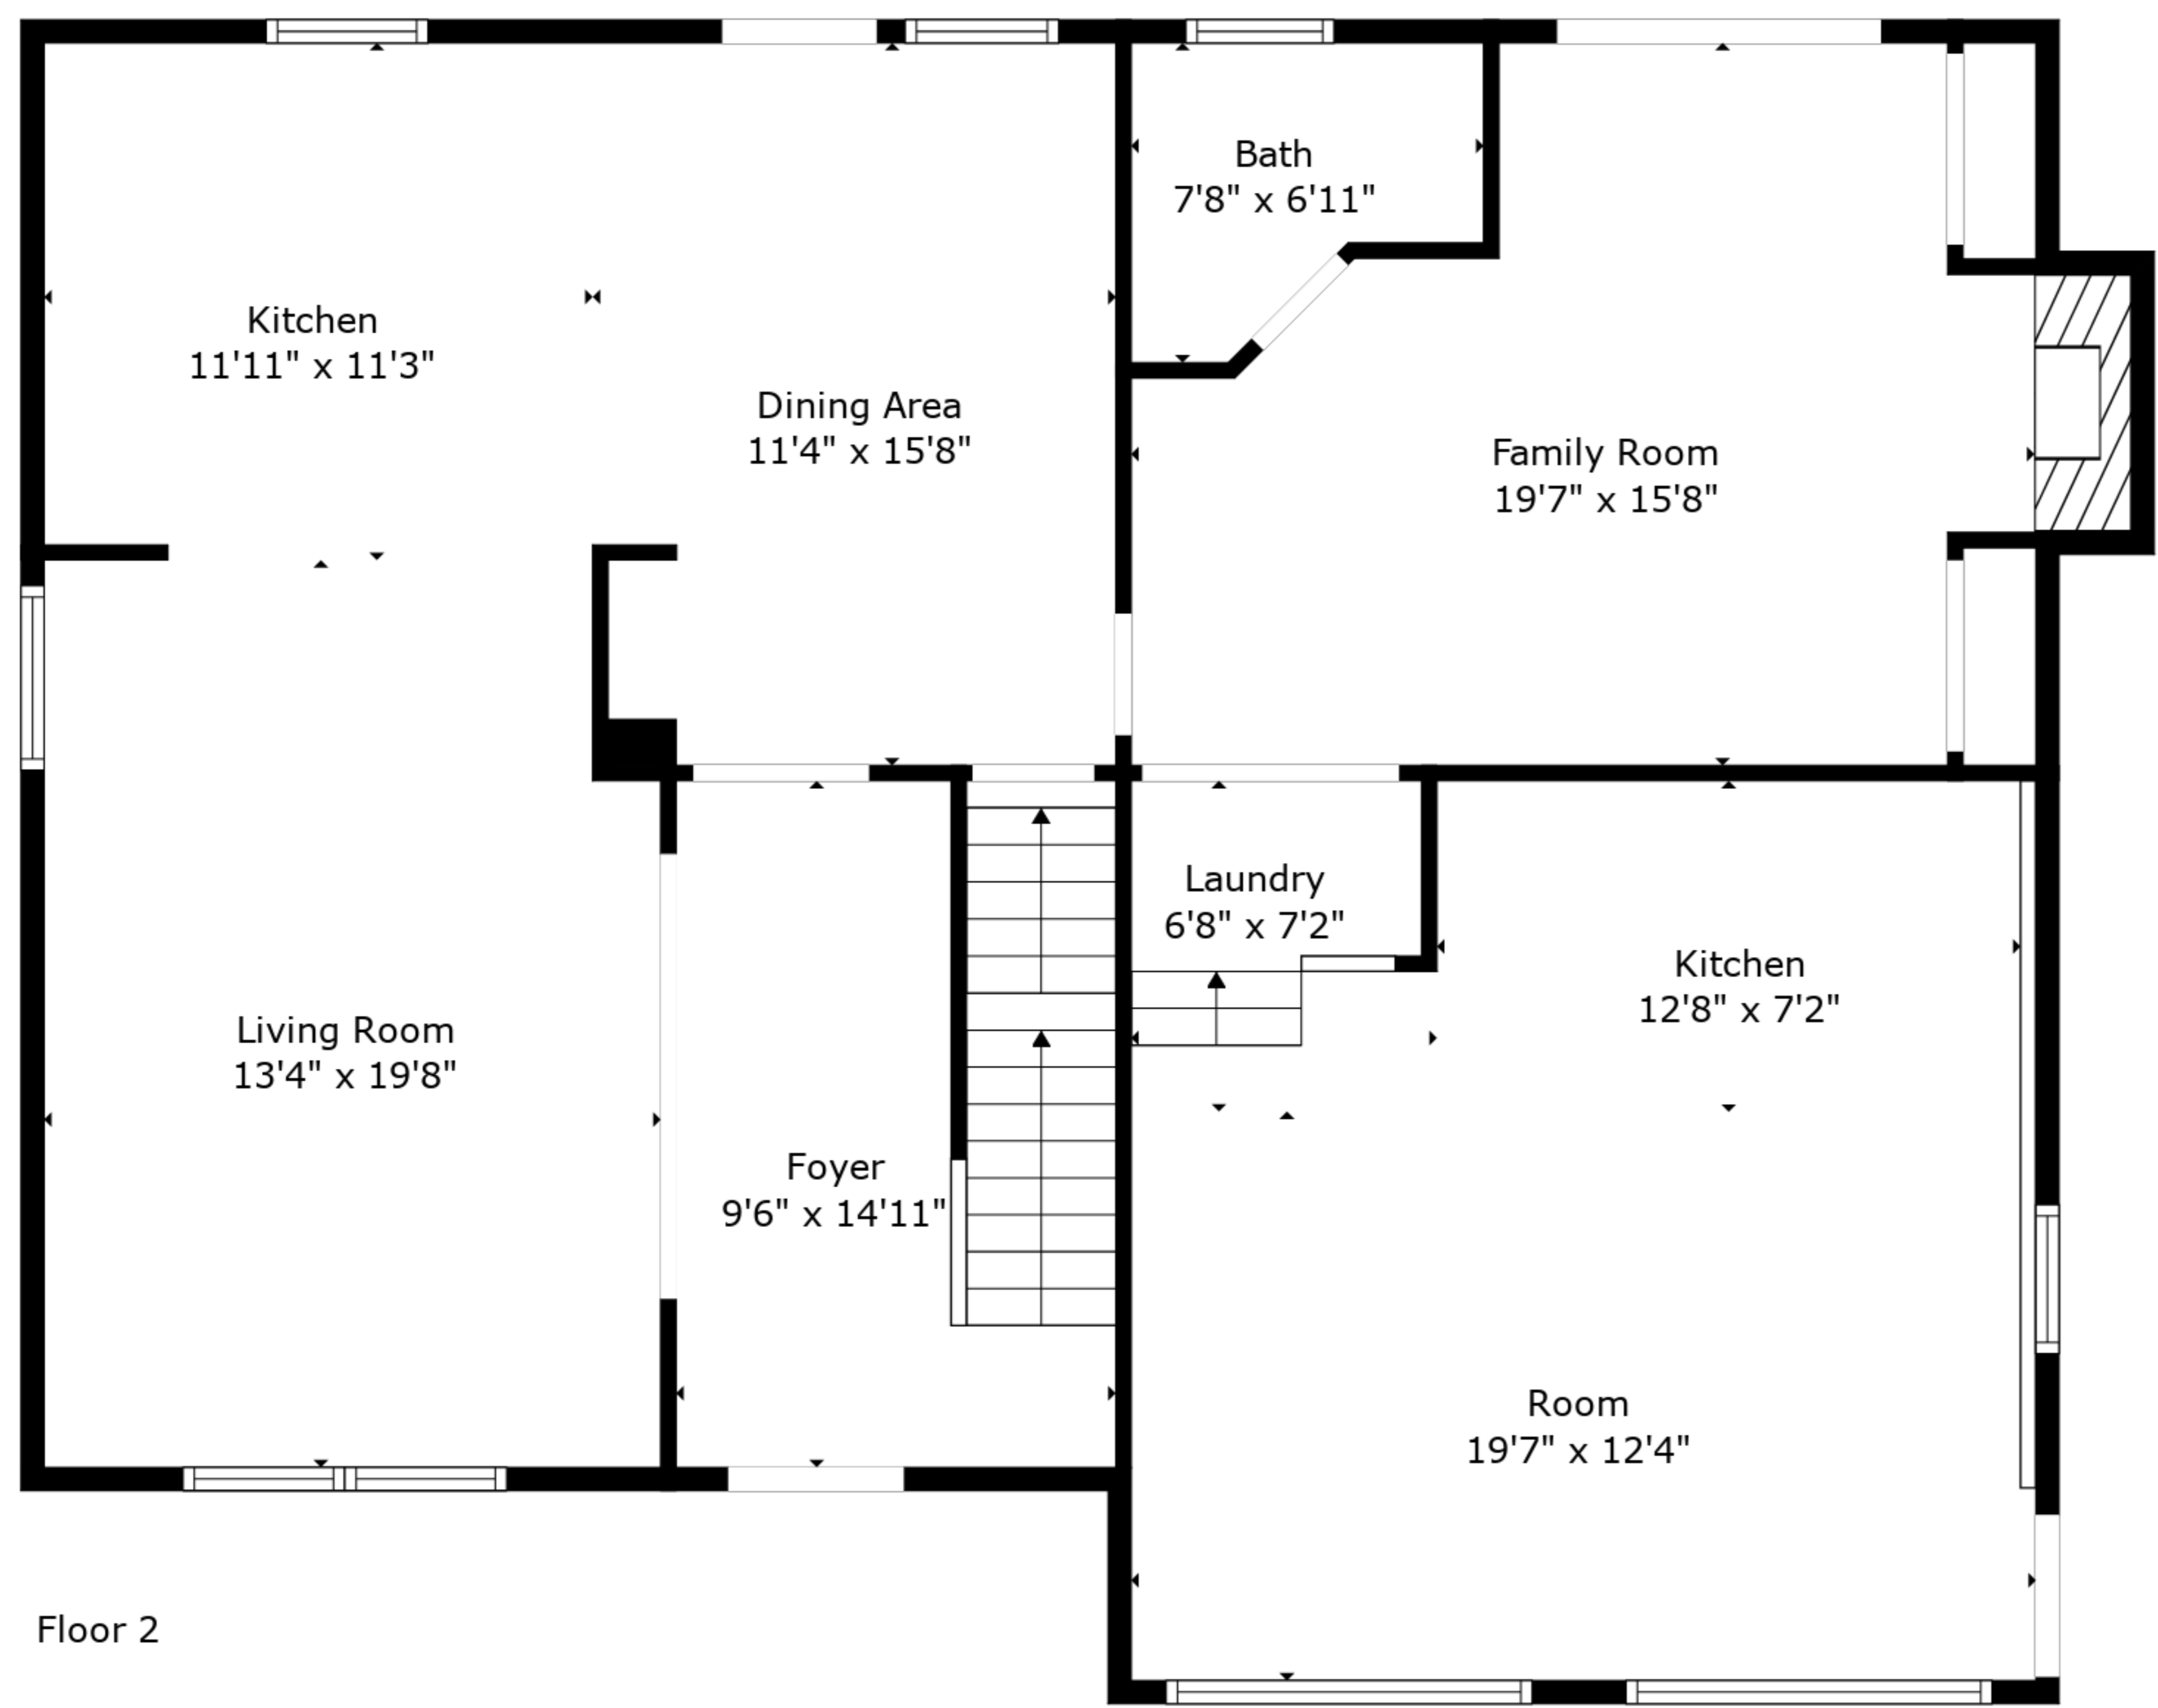 Bath
7'8" x 6'11"
Kitchen
11'11" x 11'3"
Dining Area
11'4" x 15'8"
Family Room
19'7" x 15'8"
Laundry
6'8" x 7'2"
Kitchen
12'8" x 7'2"
Living Room
13'4" x 19'8"
Foyer
9'6" x 14'11"
Room
19'7" x 12'4"
Floor 2